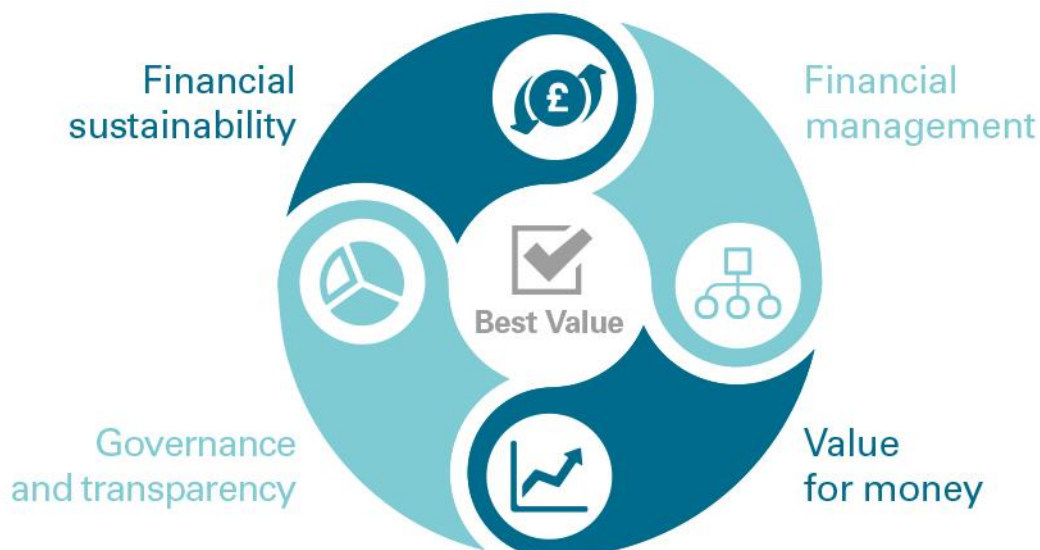 Financial
sustainability
£
Financial
management
Best Value
Governance
and transparency
Value
for money